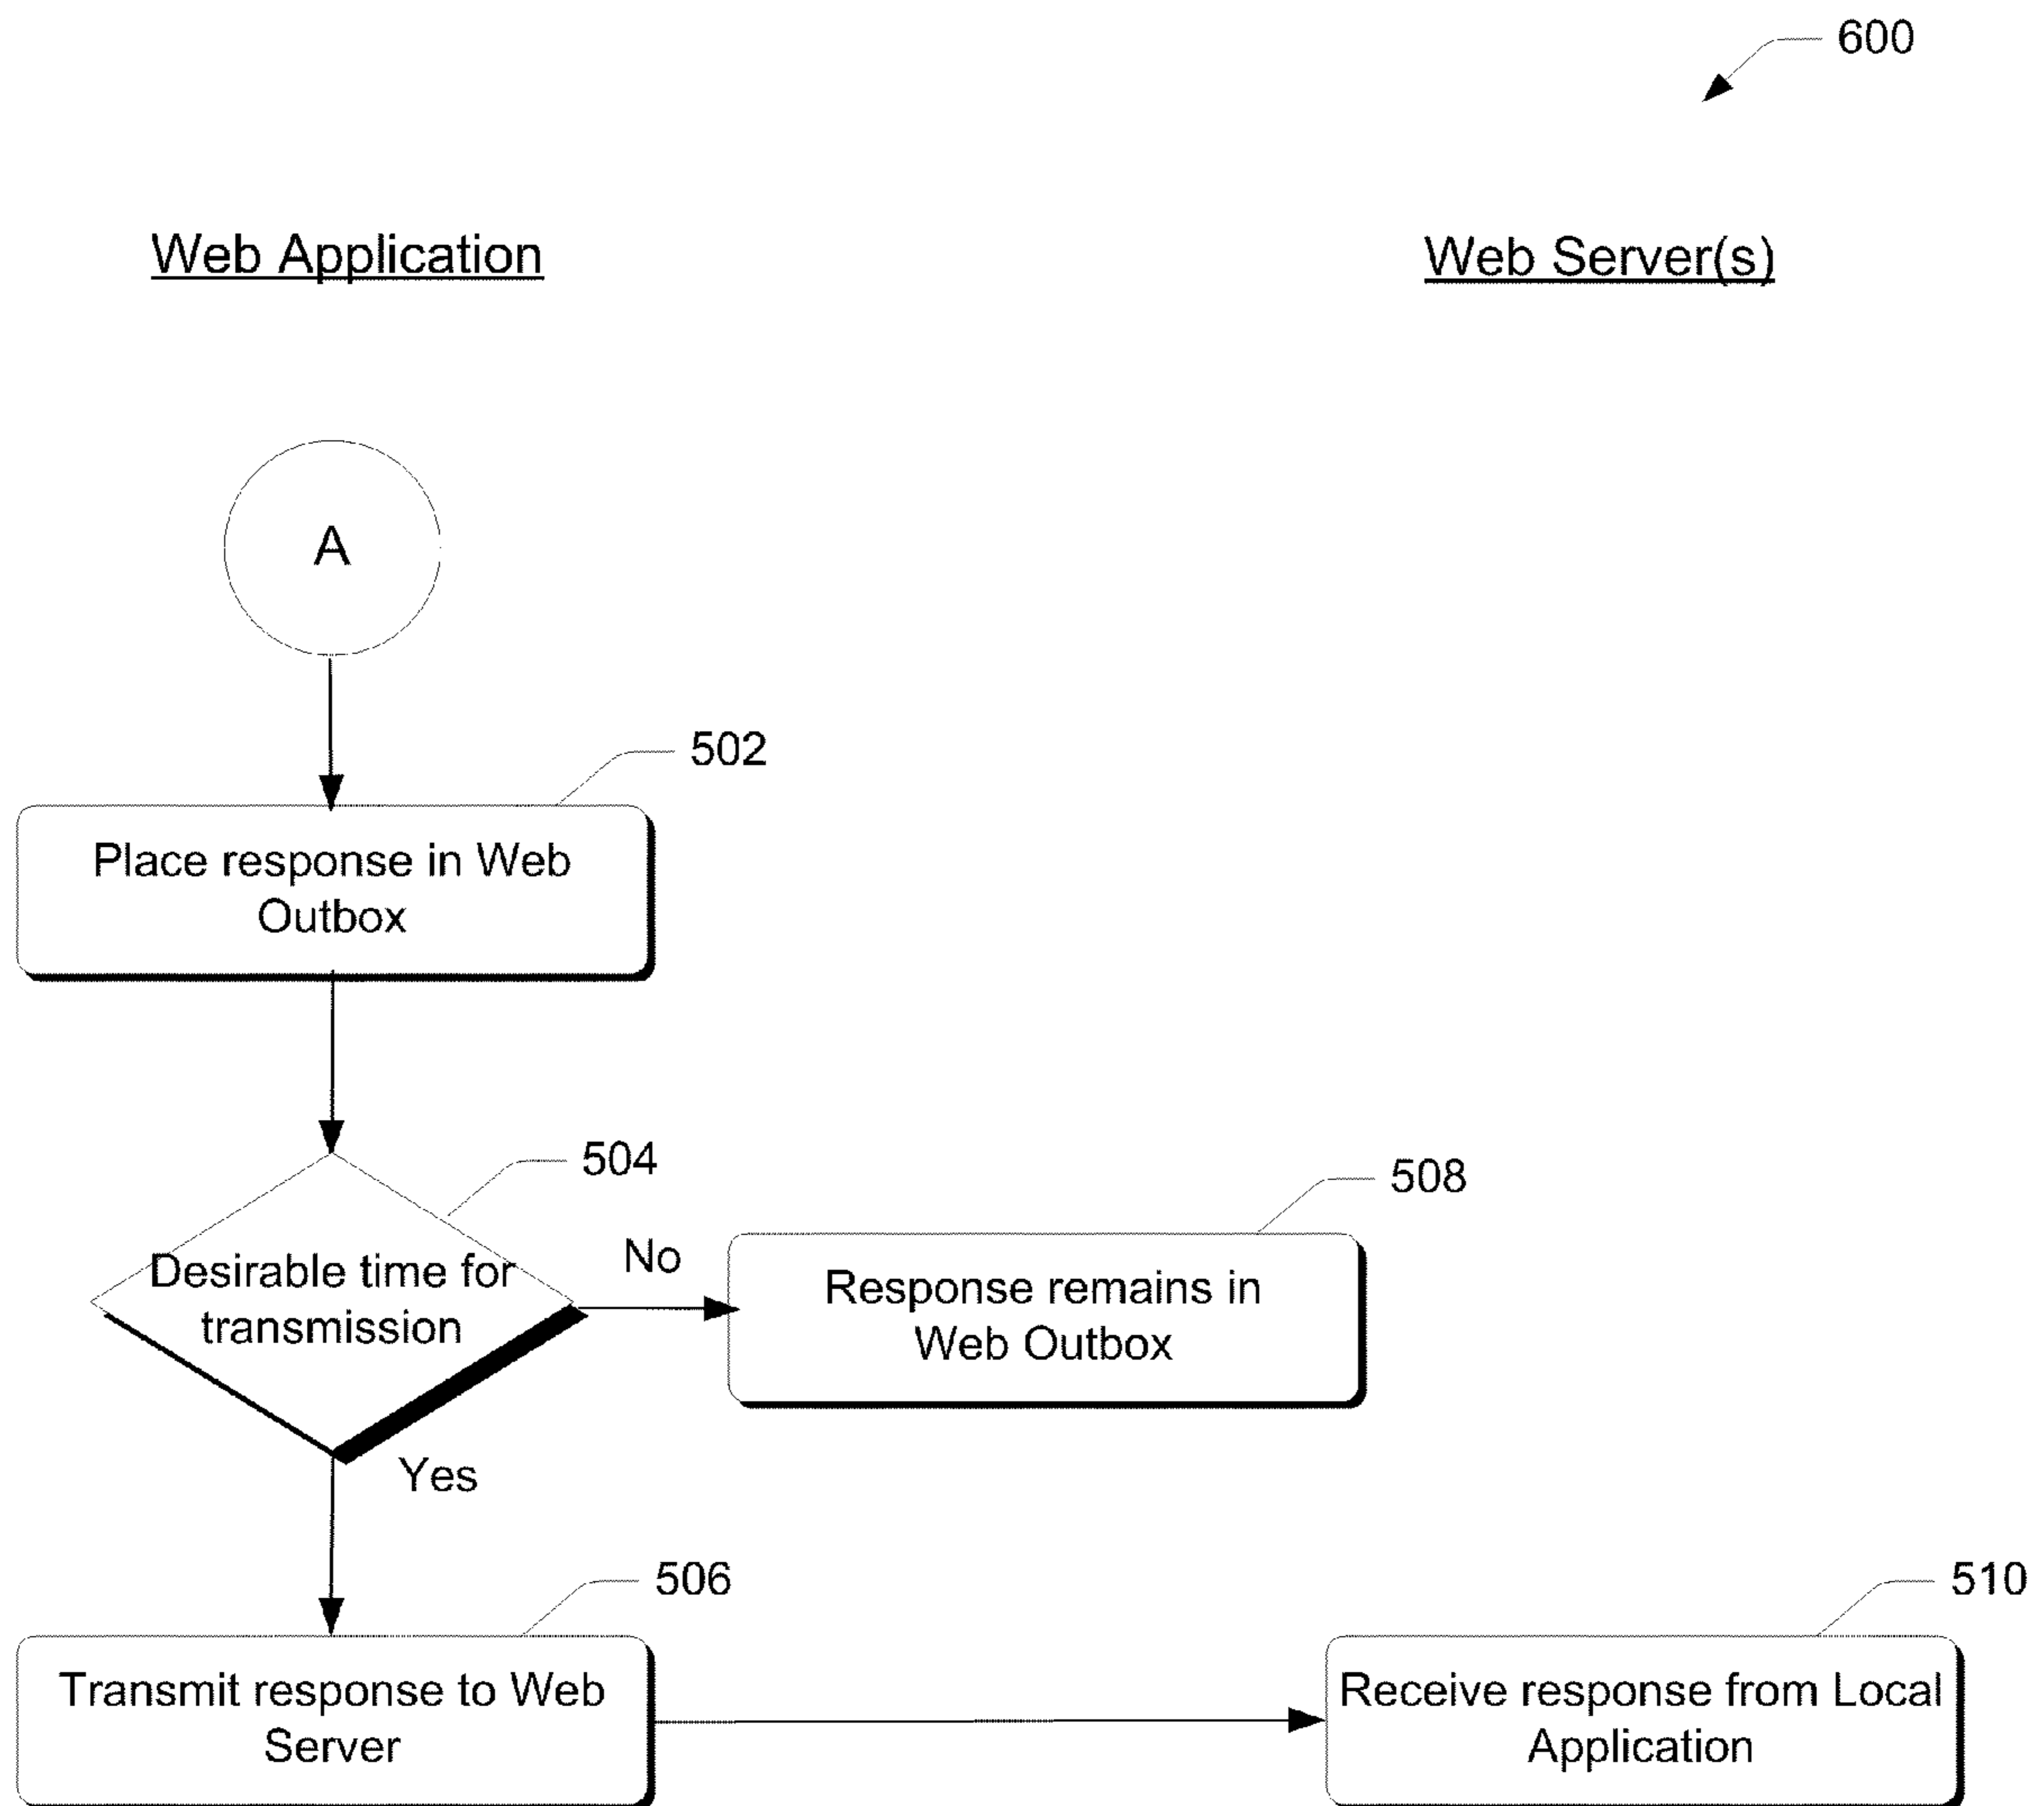 600
Web Application
Web Server(s)
A
502
Place response in Web
Outbox
504
Desirable time for
transmission
No
508
Response remains in
Web Outbox
Yes
506
Transmit response to Web
Server
510
Receive response from Local
Application